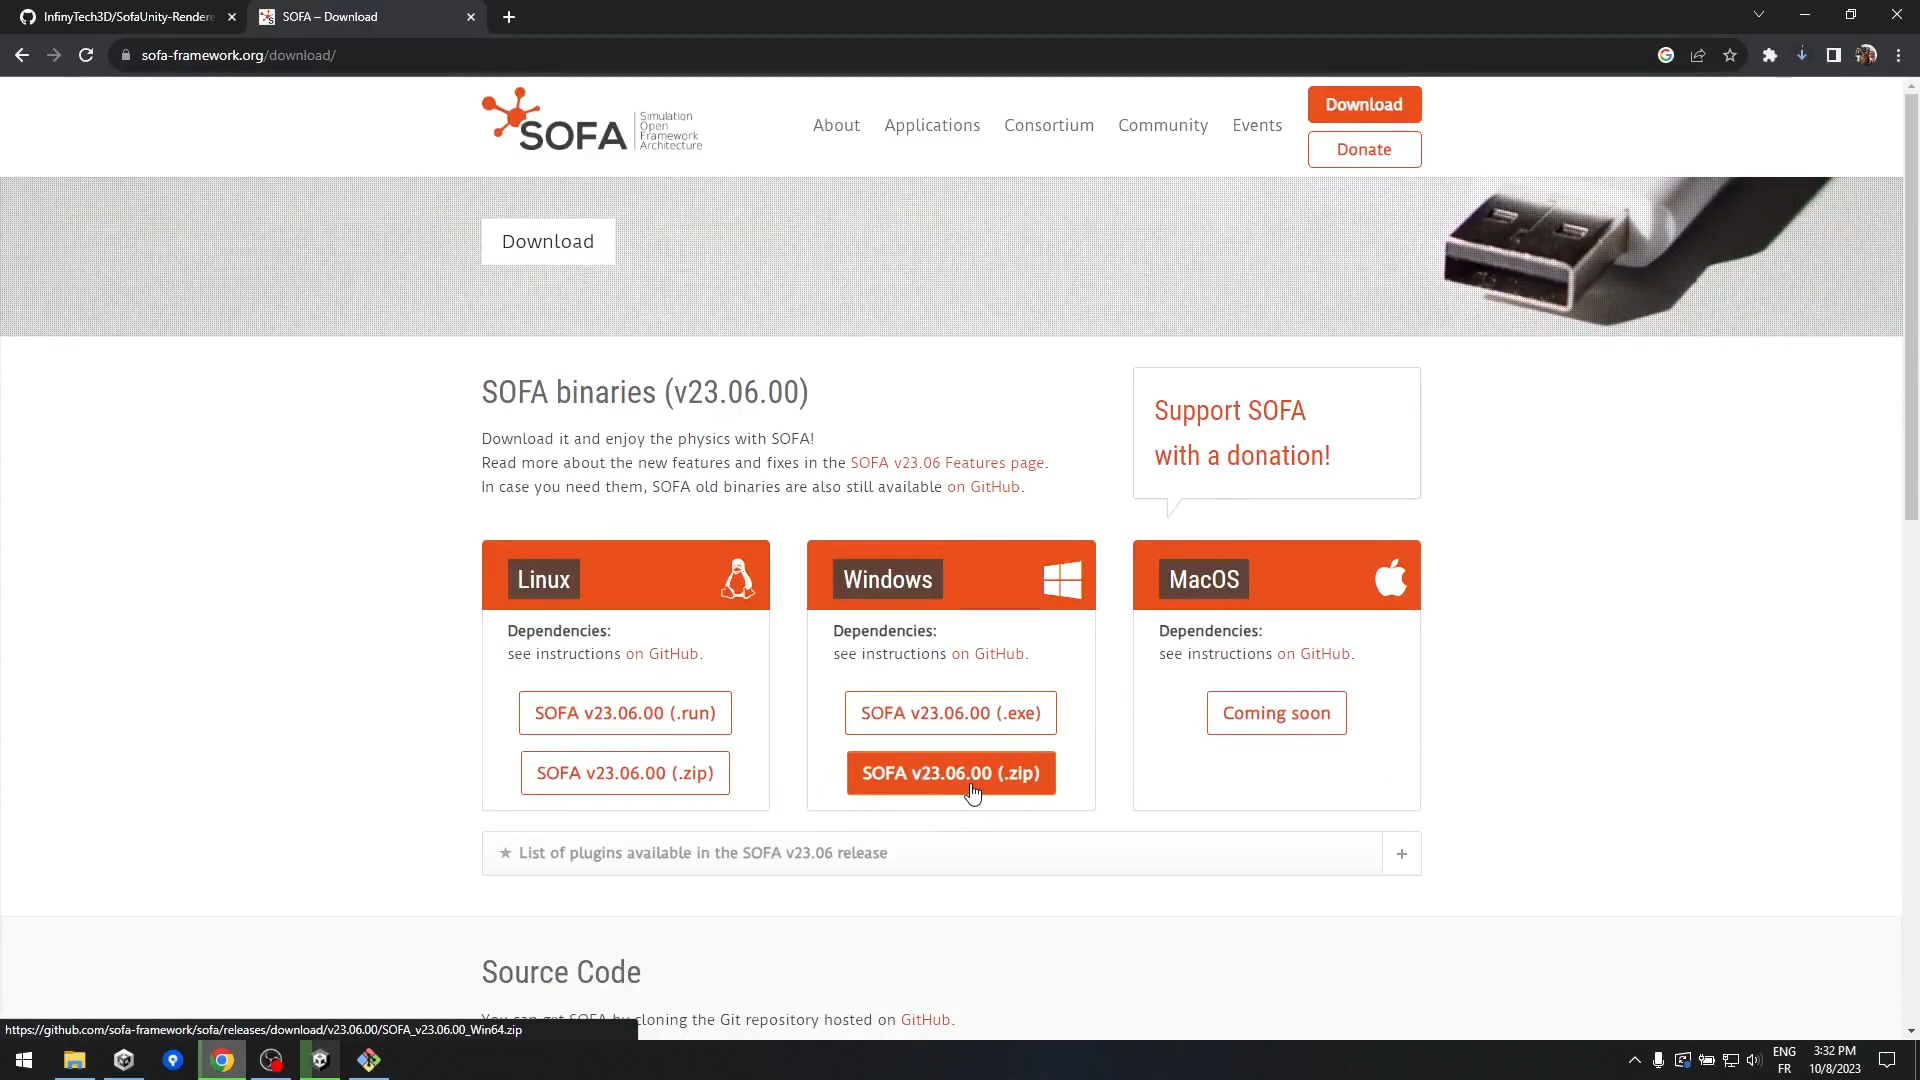 InfinyTech3D/SofaUnity-Rendere
SOFA – Download
sofa-framework.org/download/
SOFA
Simulation
Open
Framework
Architecture
About
Applications
Consortium
Community
Events
Download
Donate
Download
SOFA binaries (v23.06.00)
Download it and enjoy the physics with SOFA!
Read more about the new features and fixes in the SOFA v23.06 Features page.
In case you need them, SOFA old binaries are also still available on GitHub.
Support SOFA
with a donation!
Linux
Dependencies:
see instructions on GitHub.
SOFA v23.06.00 (.run)
SOFA v23.06.00 (.zip)
Windows
Dependencies:
see instructions on GitHub.
SOFA v23.06.00 (.exe)
SOFA v23.06.00 (.zip)
MacOS
Dependencies:
see instructions on GitHub.
Coming soon
★ List of plugins available in the SOFA v23.06 release
+
Source Code
You can get SOFA by cloning the Git repository hosted on GitHub.
https://github.com/sofa-framework/sofa/releases/download/v23.06.00/SOFA_v23.06.00_Win64.zip
ENG
FR
3:32 PM
10/8/2023